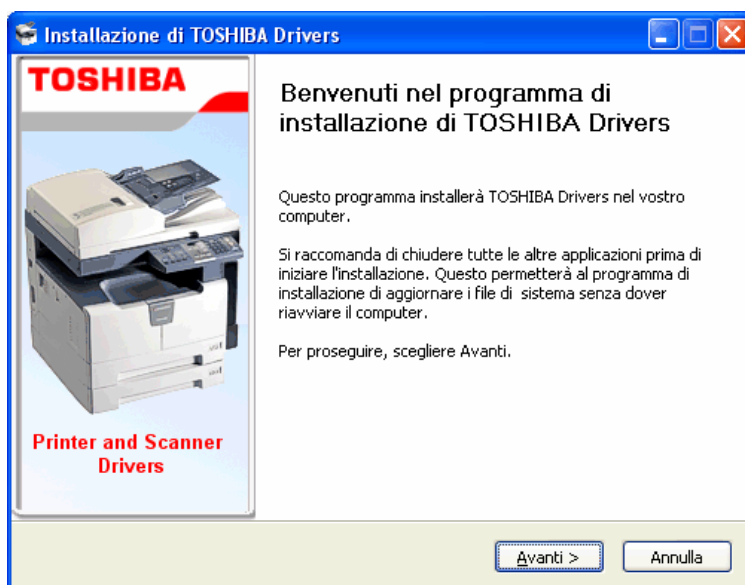 Installazione di TOSHIBA Drivers
TOSHIBA
Benvenuti nel programma di
installazione di TOSHIBA Drivers
Questo programma installerà TOSHIBA Drivers nel vostro
computer.
Si raccomanda di chiudere tutte le altre applicazioni prima di
iniziare l'installazione. Questo permetterà al programma di
installazione di aggiornare i file di sistema senza dover
riavviare il computer.
Per proseguire, scegliere Avanti.
Printer and Scanner
Drivers
Avanti >
Annulla